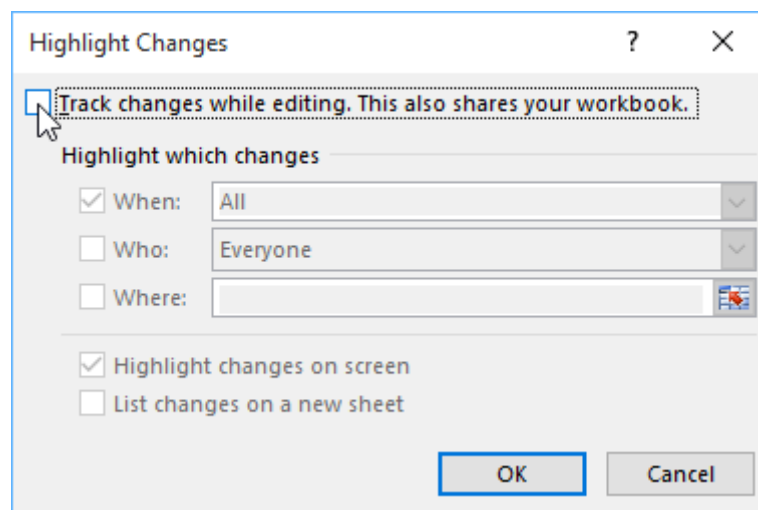 Highlight Changes ?
Track changes while editing. This also shares your workbook.
Highlight which changes
When: All
Who: Everyone
Where:
Highlight changes on screen
List changes on a new sheet
OK Cancel